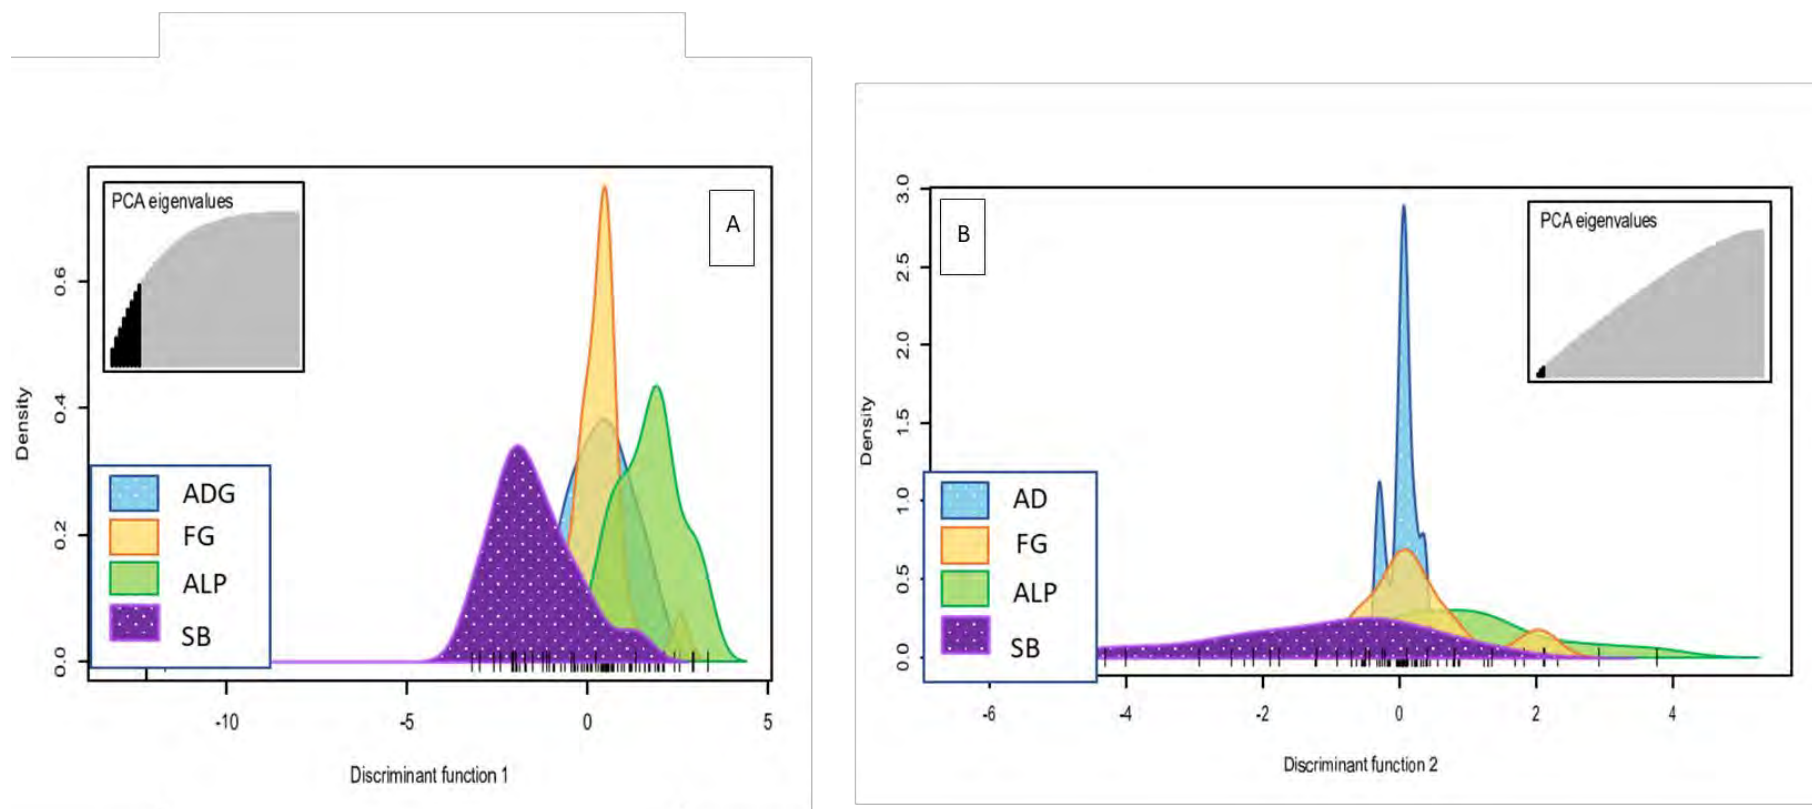 PCA eigenvalues
A
0.6
0.4
0.2
0.0
Density
ADG
FG
ALP
SB
-10
-5
0
5
Discriminant function 1
3.0
2.5
2.0
1.5
1.0
0.5
0.0
Density
B
PCA eigenvalues
AD
FG
ALP
SB
-6
-4
-2
0
2
4
Discriminant function 2